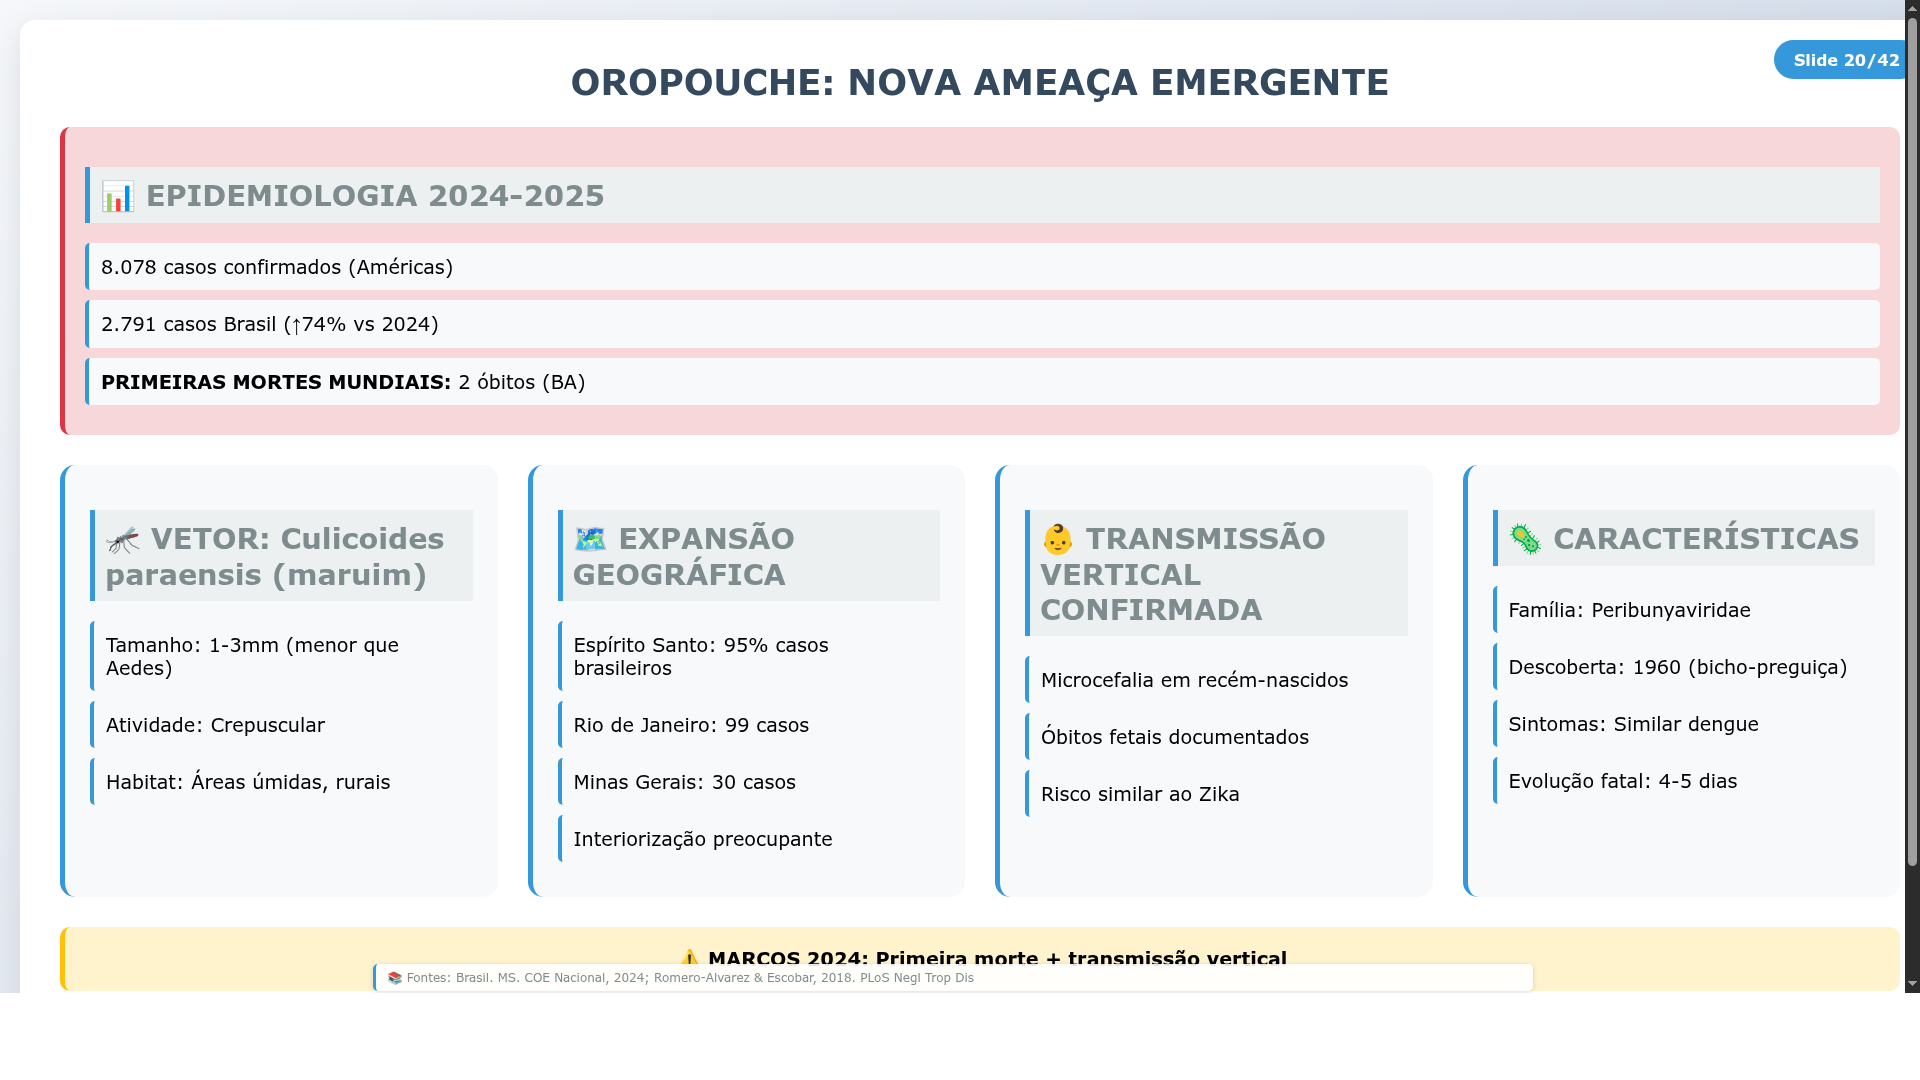 Slide 20/42
OROPOUCHE: NOVA AMEAÇA EMERGENTE
📊 EPIDEMIOLOGIA 2024-2025
8.078 casos confirmados (Américas)
2.791 casos Brasil (↑74% vs 2024)
PRIMEIRAS MORTES MUNDIAIS: 2 óbitos (BA)
🦟 VETOR: Culicoides
paraensis (maruim)
Tamanho: 1-3mm (menor que
Aedes)
Atividade: Crepuscular
Habitat: Áreas úmidas, rurais
🗺️ EXPANSÃO
GEOGRÁFICA
Espírito Santo: 95% casos
brasileiros
Rio de Janeiro: 99 casos
Minas Gerais: 30 casos
Interiorização preocupante
👶 TRANSMISSÃO
VERTICAL
CONFIRMADA
Microcefalia em recém-nascidos
Óbitos fetais documentados
Risco similar ao Zika
🦠 CARACTERÍSTICAS
Família: Peribunyaviridae
Descoberta: 1960 (bicho-preguiça)
Sintomas: Similar dengue
Evolução fatal: 4-5 dias
⚠️ MARCOS 2024: Primeira morte + transmissão vertical
📚 Fontes: Brasil. MS. COE Nacional, 2024; Romero-Alvarez & Escobar, 2018. PLoS Negl Trop Dis